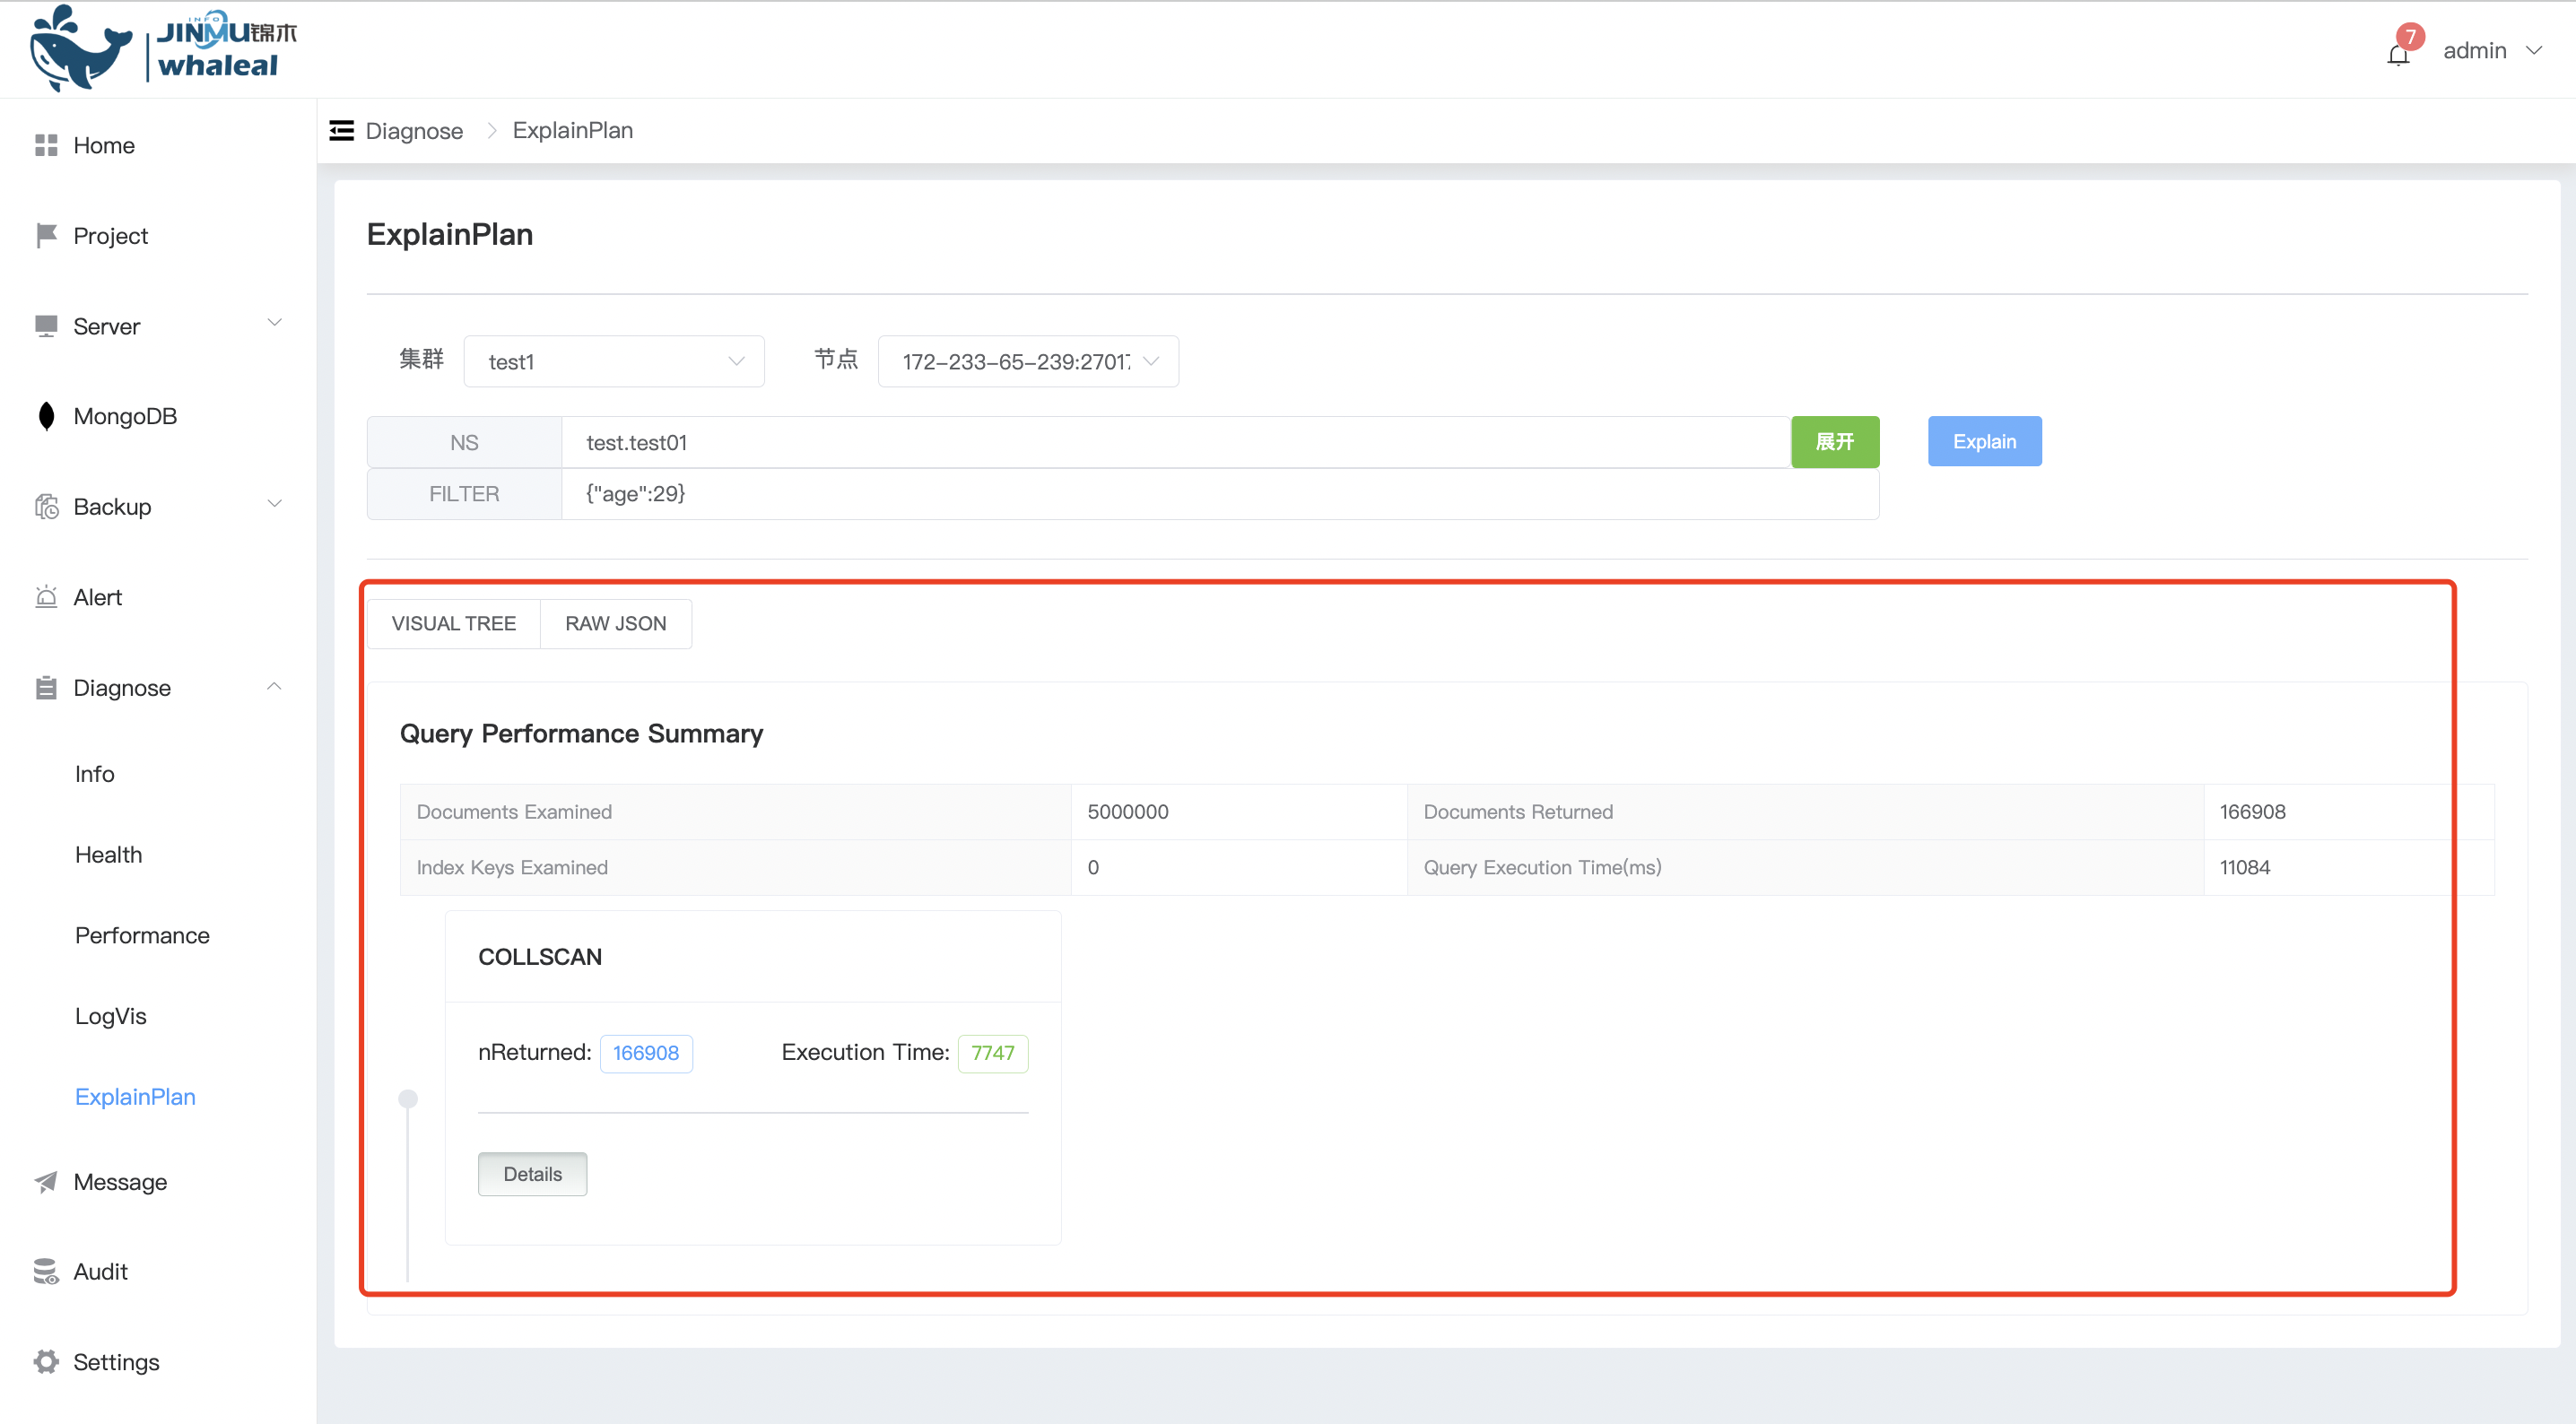 INFO
JINMU锦木
whaleal
7
admin
Home
Project
Server
MongoDB
Backup
Alert
Diagnose
Info
Health
Performance
LogVis
ExplainPlan
Message
Audit
Settings
Diagnose ExplainPlan
ExplainPlan
集群 test1 节点 172-233-65-239:27017
NS test.test01 展开 Explain
FILTER {"age":29}
VISUAL TREE RAW JSON
Query Performance Summary
Documents Examined 5000000 Documents Returned 166908
Index Keys Examined 0 Query Execution Time(ms) 11084
COLLSCAN
nReturned: 166908 Execution Time: 7747
Details